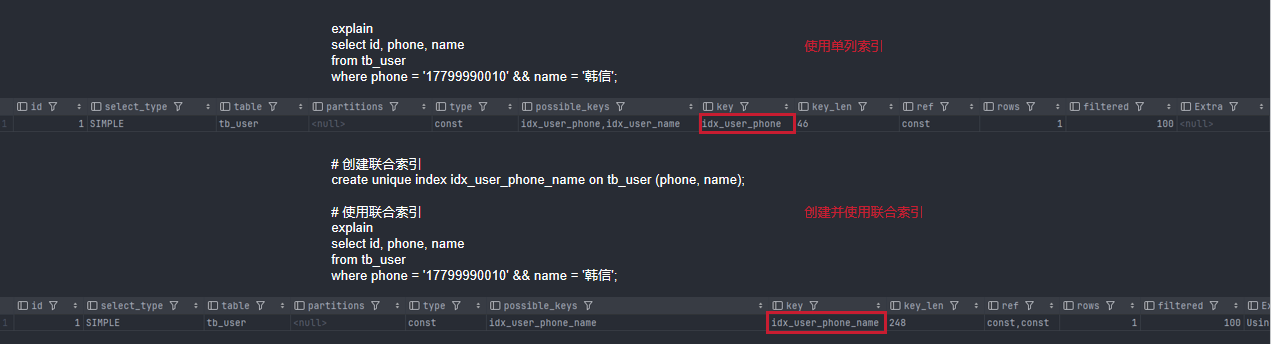 explain
select id, phone, name
使用单列索引
from tb_user
where phone = '17799990010' && name = '韩信';
id select_type table partitions type possible_keys key key_len ref rows filtered Extra
1 1 SIMPLE tb_user <null> const idx_user_phone,idx_user_name idx_user_phone 46 const 1 100 <null>
# 创建联合索引
create unique index idx_user_phone_name on tb_user (phone, name);
# 使用联合索引
创建并使用联合索引
explain
select id, phone, name
from tb_user
where phone = '17799990010' && name = '韩信';
id select_type table partitions type possible_keys key key_len ref rows filtered Ex
1 1 SIMPLE tb_user <null> const idx_user_phone_name idx_user_phone_name 248 const,const 1 100 Usin